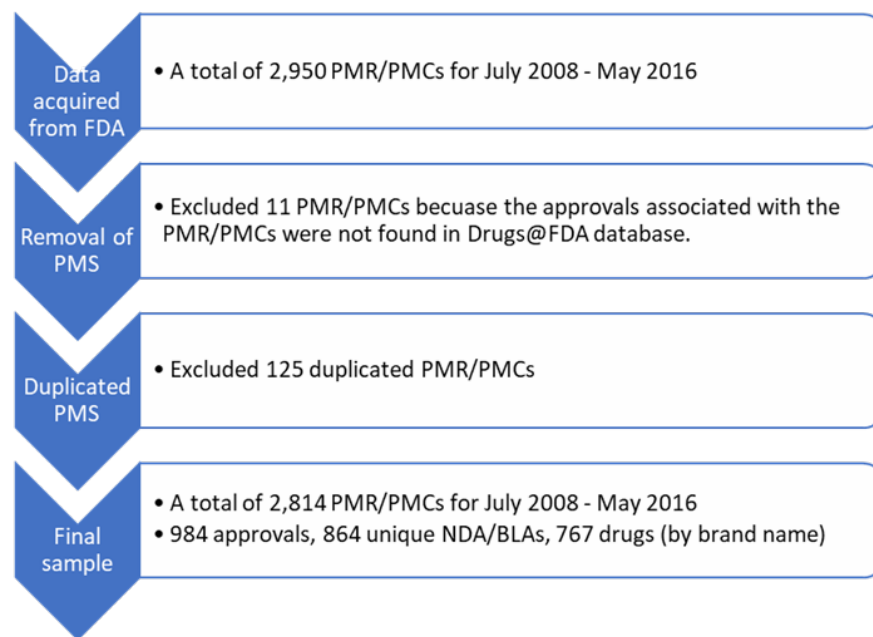 Data
acquired
from FDA
• A total of 2,950 PMR/PMCs for July 2008 - May 2016
Removal of
PMS
• Excluded 11 PMR/PMCs becuase the approvals associated with the
PMR/PMCs were not found in Drugs@FDA database.
Duplicated
PMS
• Excluded 125 duplicated PMR/PMCs
Final
sample
• A total of 2,814 PMR/PMCs for July 2008 - May 2016
• 984 approvals, 864 unique NDA/BLAs, 767 drugs (by brand name)